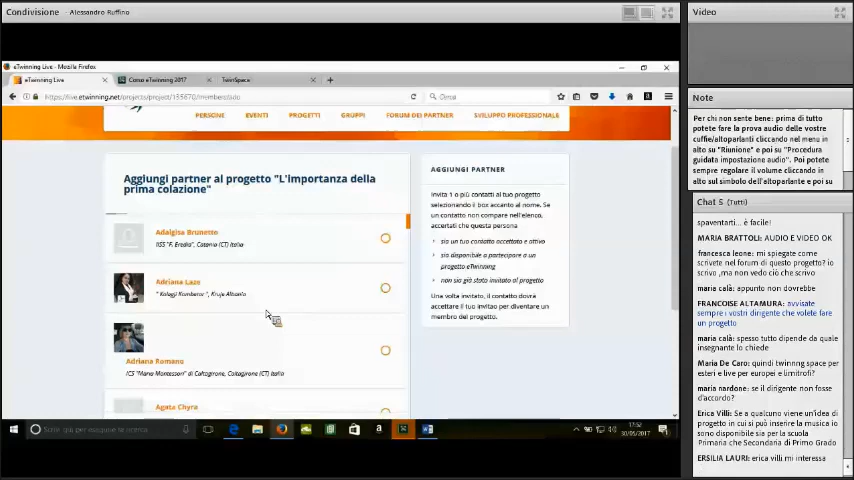 Condivisione - Alessandro Ruffino
eTwinning Live - Mozilla Firefox
eTwinning Live
Corso eTwinning 2017
TwinSpace
https://live.etwinning.net/projects/project/155670/members/add
Cerca
PERSONE EVENTI PROGETTI GRUPPI FORUM DEI PARTNER SVILUPPO PROFESSIONALE
Aggiungi partner al progetto "L'importanza della
prima colazione"
Adalgisa Brunetto
IISS "F. Eredia", Catania (CT) Italia
Adriana Lazo
" Kolegji Kombetar ", Kruje Albania
Adriana Romano
ICS "Maria Montessori" di Caltagirone, Caltagirone (CT) Italia
Agata Chyra
AGGIUNGI PARTNER
Invita 1 o più contatti al tuo progetto
selezionando il box accanto al nome. Se
un contatto non compare nell'elenco,
accertati che questa persona
sia un tuo contatto accettato e attivo
sia disponibile a partecipare a un
progetto eTwinning
non sia già stato invitato al progetto
Una volta invitato, il contatto dovrà
accettare il tuo invito per diventare un
membro del progetto.
17:52
30/05/2017
Video
Note
Per chi non sente bene: prima di tutto
potete fare la prova audio delle vostre
cuffie/altoparlanti cliccando nel menu in
alto su "Riunione" e poi su "Procedura
guidata impostazione audio". Poi potete
sempre regolare il volume cliccando in
alto sul simbolo dell'altoparlante e poi su
Chat 5 (Tutti)
spaventarti... è facile!
MARIA BRATTOLI: AUDIO E VIDEO OK
francesca leone: mi spiegate come
scrivete nel forum di questo progetto? io
scrivo ,ma non vedo ciò che scrivo
maria calà: appunto non dovrebbe
FRANCOISE ALTAMURA: avvisate
sempre i vostri dirigente che volete fare
un progetto
maria calà: spesso tutto dipende da quale
insegnante lo chiede
Maria De Caro: quindi twinnng space per
esteri e live per europei e limitrofi?
maria nardone: se il dirigente non fosse
d'accordo?
Erica Villi: Se a qualcuno viene un'idea di
progetto in cui si può inserire la musica io
sono disponibile sia per la scuola
Primaria che Secondaria di Primo Grado
ERSILIA LAURI: erica villi mi interessa